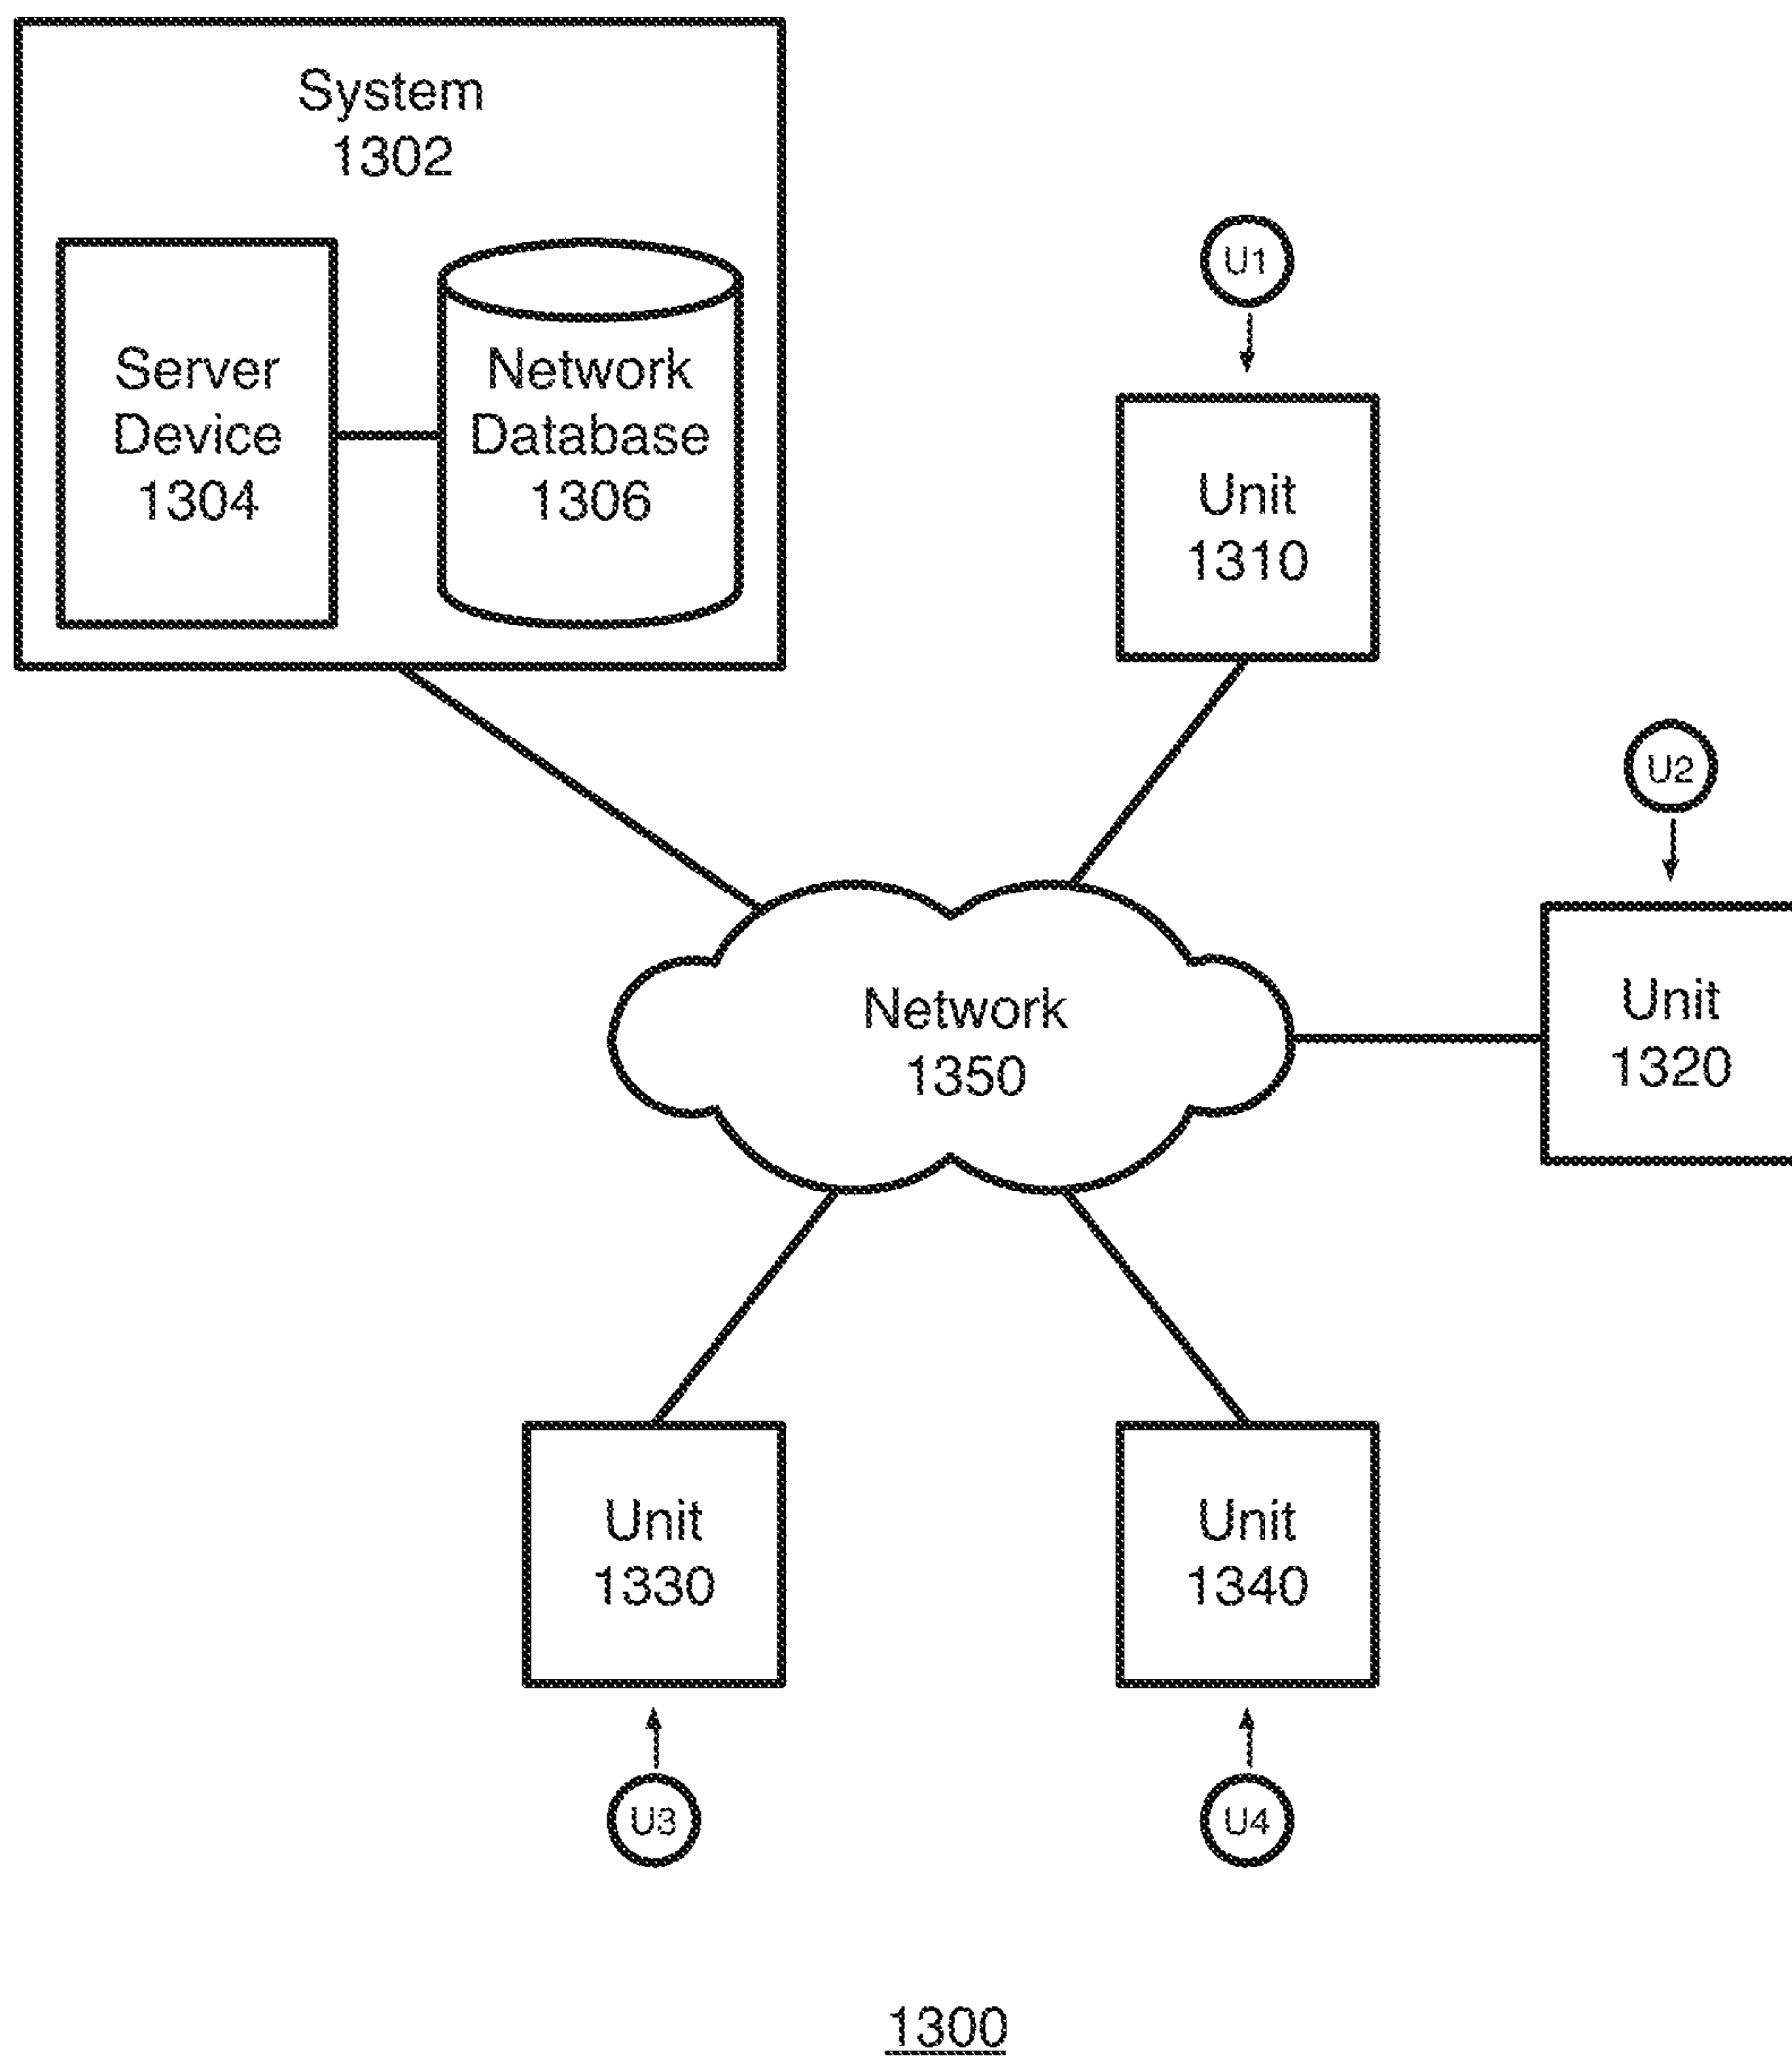 System
1302
Server
Device
1304
Network
Database
1306
U1
Unit
1310
U2
Unit
1320
Network
1350
Unit
1330
Unit
1340
U3
U4
1300